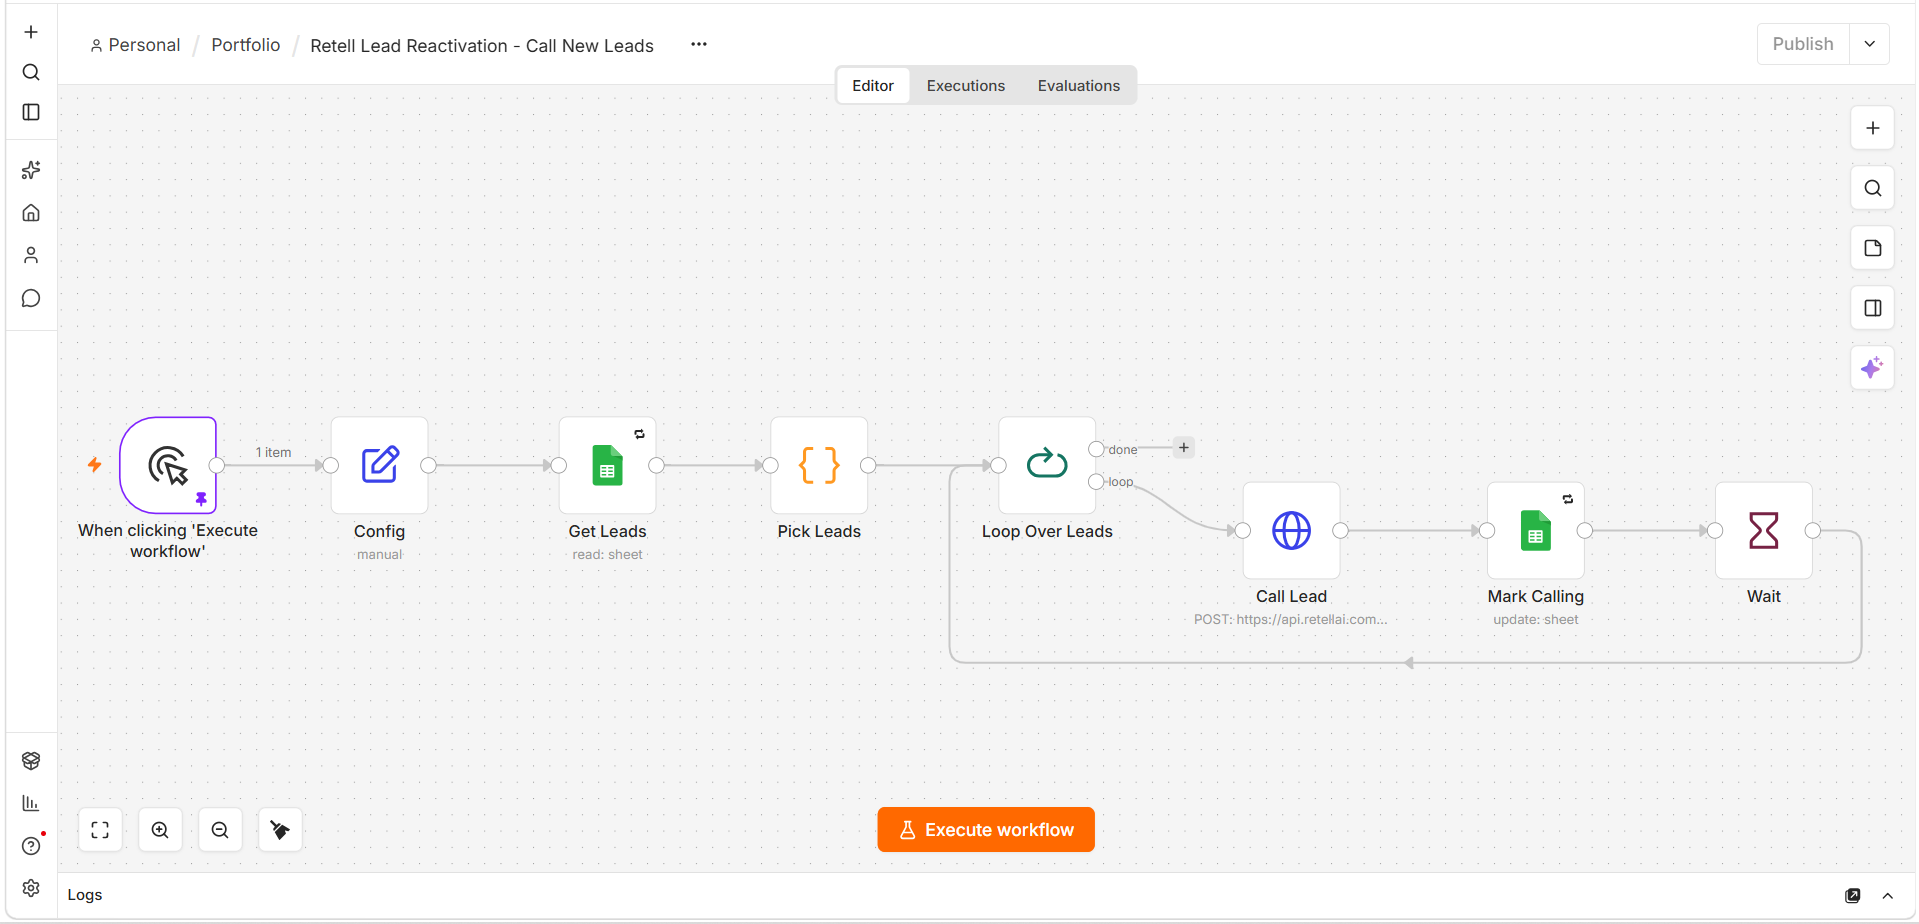 Personal / Portfolio / Retell Lead Reactivation - Call New Leads ...
Publish
Editor
Executions
Evaluations
1 item
When clicking 'Execute
workflow'
Config
manual
Get Leads
read: sheet
Pick Leads
Loop Over Leads
done
loop
Call Lead
POST: https://api.retellai.com...
Mark Calling
update: sheet
Wait
Execute workflow
Logs